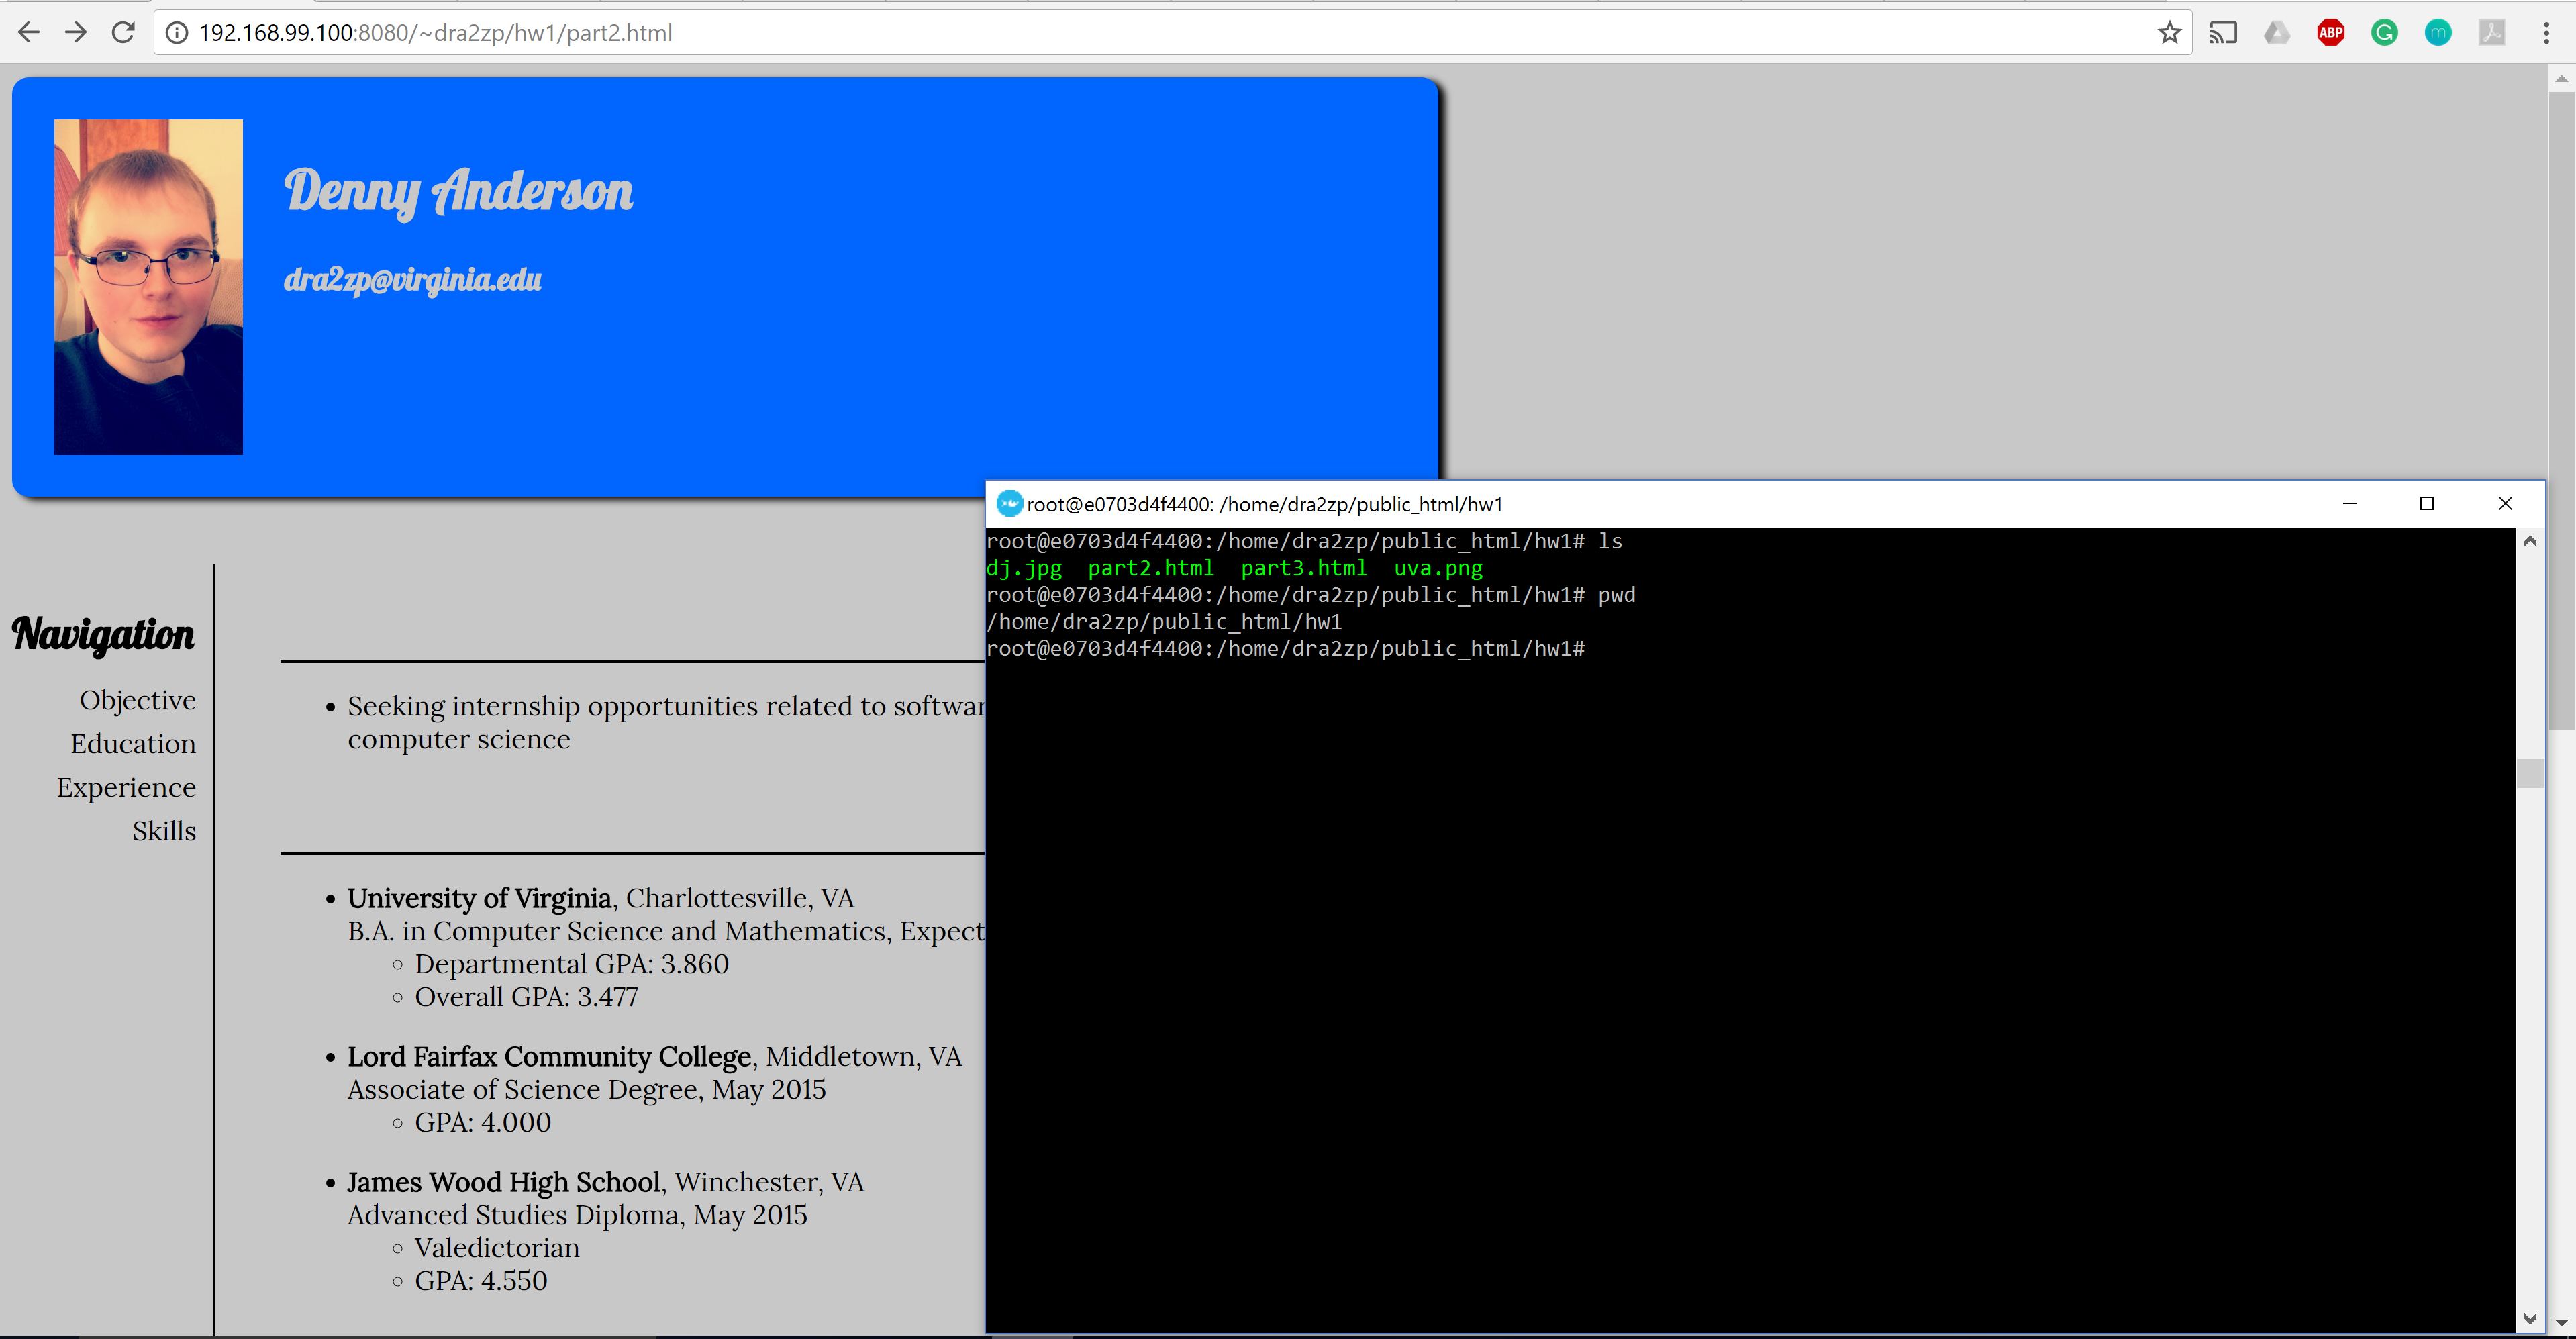 192.168.99.100:8080/~dra2zp/hw1/part2.html
ABP
G
m
Denny Anderson
dra2zp@virginia.edu
Navigation
Objective
Education
Experience
Skills
Seeking internship opportunities related to softwar
computer science
University of Virginia, Charlottesville, VA
B.A. in Computer Science and Mathematics, Expect
Departmental GPA: 3.860
Overall GPA: 3.477
Lord Fairfax Community College, Middletown, VA
Associate of Science Degree, May 2015
GPA: 4.000
James Wood High School, Winchester, VA
Advanced Studies Diploma, May 2015
Valedictorian
GPA: 4.550
root@e0703d4f4400: /home/dra2zp/public_html/hw1
root@e0703d4f4400:/home/dra2zp/public_html/hw1# ls
dj.jpg part2.html part3.html uva.png
root@e0703d4f4400:/home/dra2zp/public_html/hw1# pwd
/home/dra2zp/public_html/hw1
root@e0703d4f4400:/home/dra2zp/public_html/hw1#